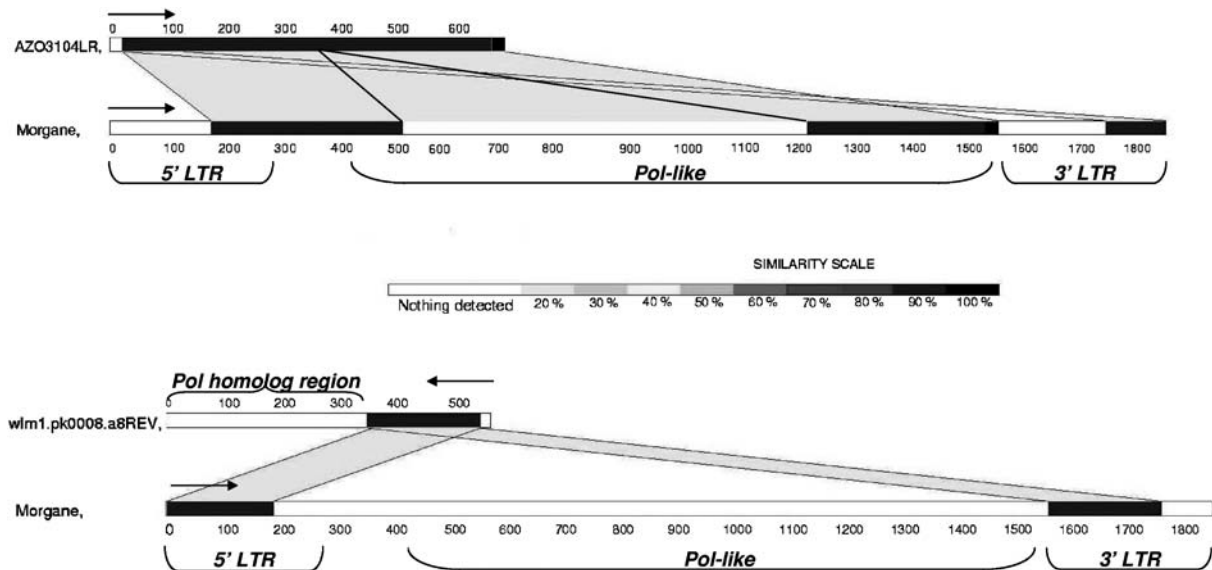 0 100 200 300 400 500 600
AZO3104LR,
Morgane,
0 100 200 300 400 500 600 700 800 900 1000 1100 1200 1300 1400 1500 1600 1700 1800
5' LTR Pol-like 3' LTR
SIMILARITY SCALE
Nothing detected 20 % 30 % 40 % 50 % 60 % 70 % 80 % 90 % 100 %
Pol homolog region
0 100 200 300 400 500
wlm1.pk0008.a8REV,
Morgane,
0 100 200 300 400 500 600 700 800 900 1000 1100 1200 1300 1400 1500 1600 1700 1800
5' LTR Pol-like 3' LTR